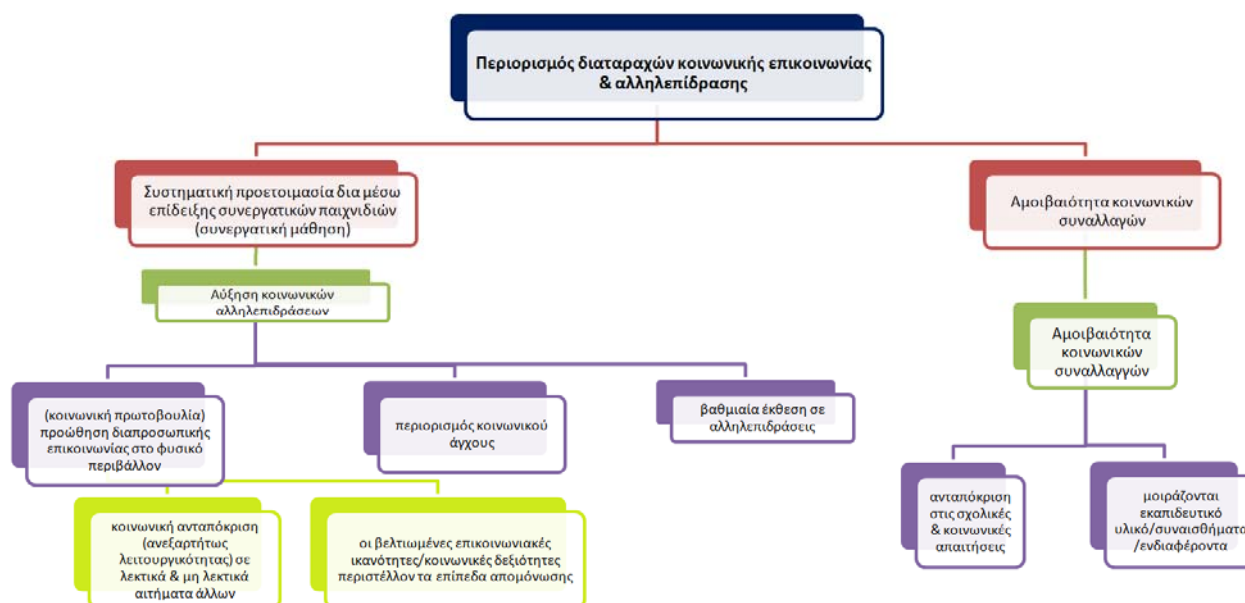 Περιορισμός διαταραχών κοινωνικής επικοινωνίας
& αλληλεπίδρασης
Συστηματική προετοιμασία δια μέσω
επίδειξης συνεργατικών παιχνιδιών
(συνεργατική μάθηση)
Αμοιβαιότητα κοινωνικών
συναλλαγών
Αύξηση κοινωνικών
αλληλεπιδράσεων
Αμοιβαιότητα
κοινωνικών
συναλλαγγών
(κοινωνική πρωτοβουλία)
προώθηση διαπροσωπικής
επικοινωνίας στο φυσικό
περιβάλλον
περιορισμός κοινωνικού
άγχους
βαθμιαία έκθεση σε
αλληλεπιδράσεις
ανταπόκριση
στις σχολικές
& κοινωνικές
απαιτήσεις
μοιράζονται
εκαπιδευτικό
υλικό/συναισθήματα
/ενδιαφέροντα
κοινωνική ανταπόκριση
(ανεξαρτήτως
λειτουργικότητας) σε
λεκτικά & μη λεκτικά
αιτήματα άλλων
οι βελτιωμένες επικοινωνιακές
ικανότητες/κοινωνικές δεξιότητες
περιστέλλον τα επίπεδα απομόνωσης